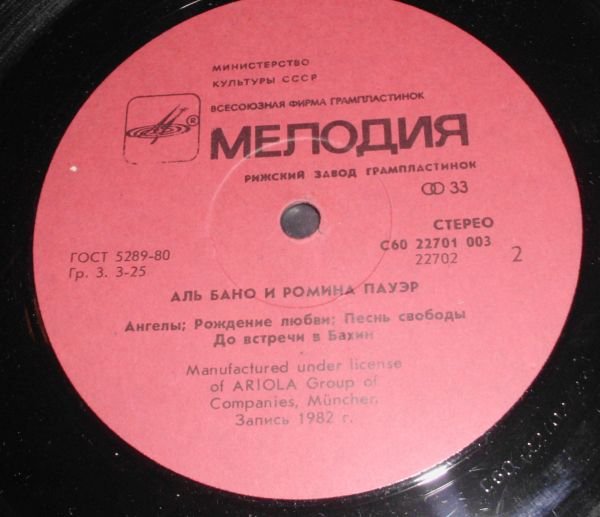 МИНИСТЕРСТВО
КУЛЬТУРЫ СССР
ВСЕСОЮЗНАЯ ФИРМА ГРАМПЛАСТИНОК
®
МЕЛОДИЯ
РИЖСКИЙ ЗАВОД ГРАМПЛАСТИНОК
33
СТЕРЕО
ГОСТ 5289-80
С60 22701 003
Гр. 3. 3-25
22702
2
АЛЬ БАНО И РОМИНА ПАУЭР
Ангелы; Рождение любви; Песнь свободы
До встречи в Бахии
Manufactured under license
of ARIOLA Group of
Companies, München
Запись 1982 г.